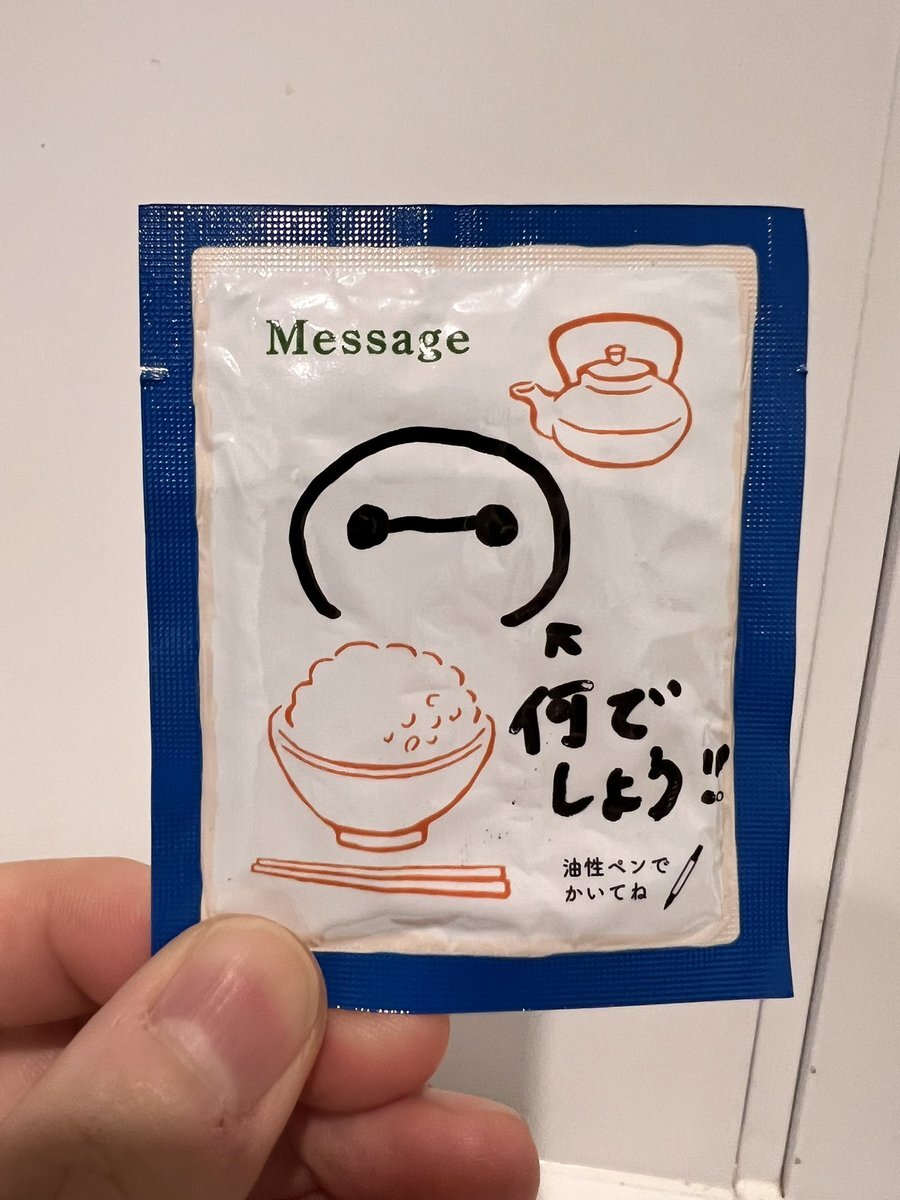 Message
何で
しょう!!
油性ペンで
かいてね